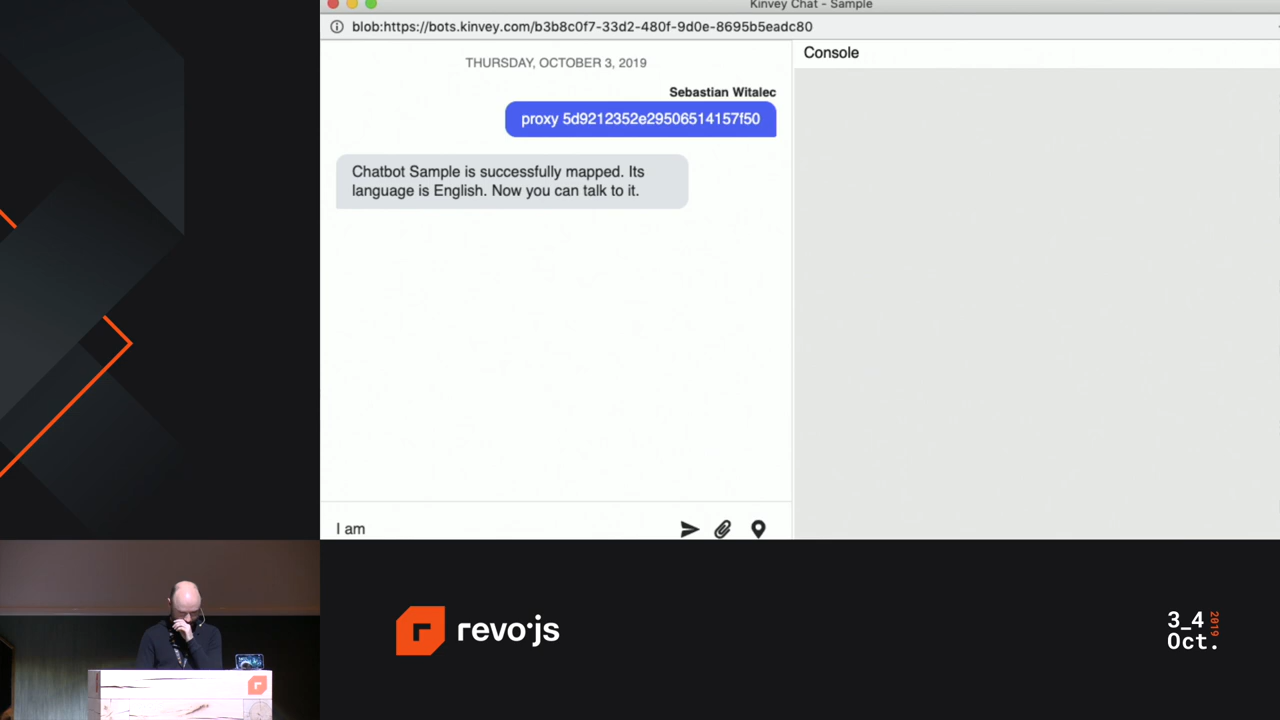 Kinvey Chat - Sample
blob:https://bots.kinvey.com/b3b8c0f7-33d2-480f-9d0e-8695b5eadc80
Console
THURSDAY, OCTOBER 3, 2019
Sebastian Witalec
proxy 5d9212352e29506514157f50
Chatbot Sample is successfully mapped. Its
language is English. Now you can talk to it.
I am
revo.js
3_4 2019
Oct.